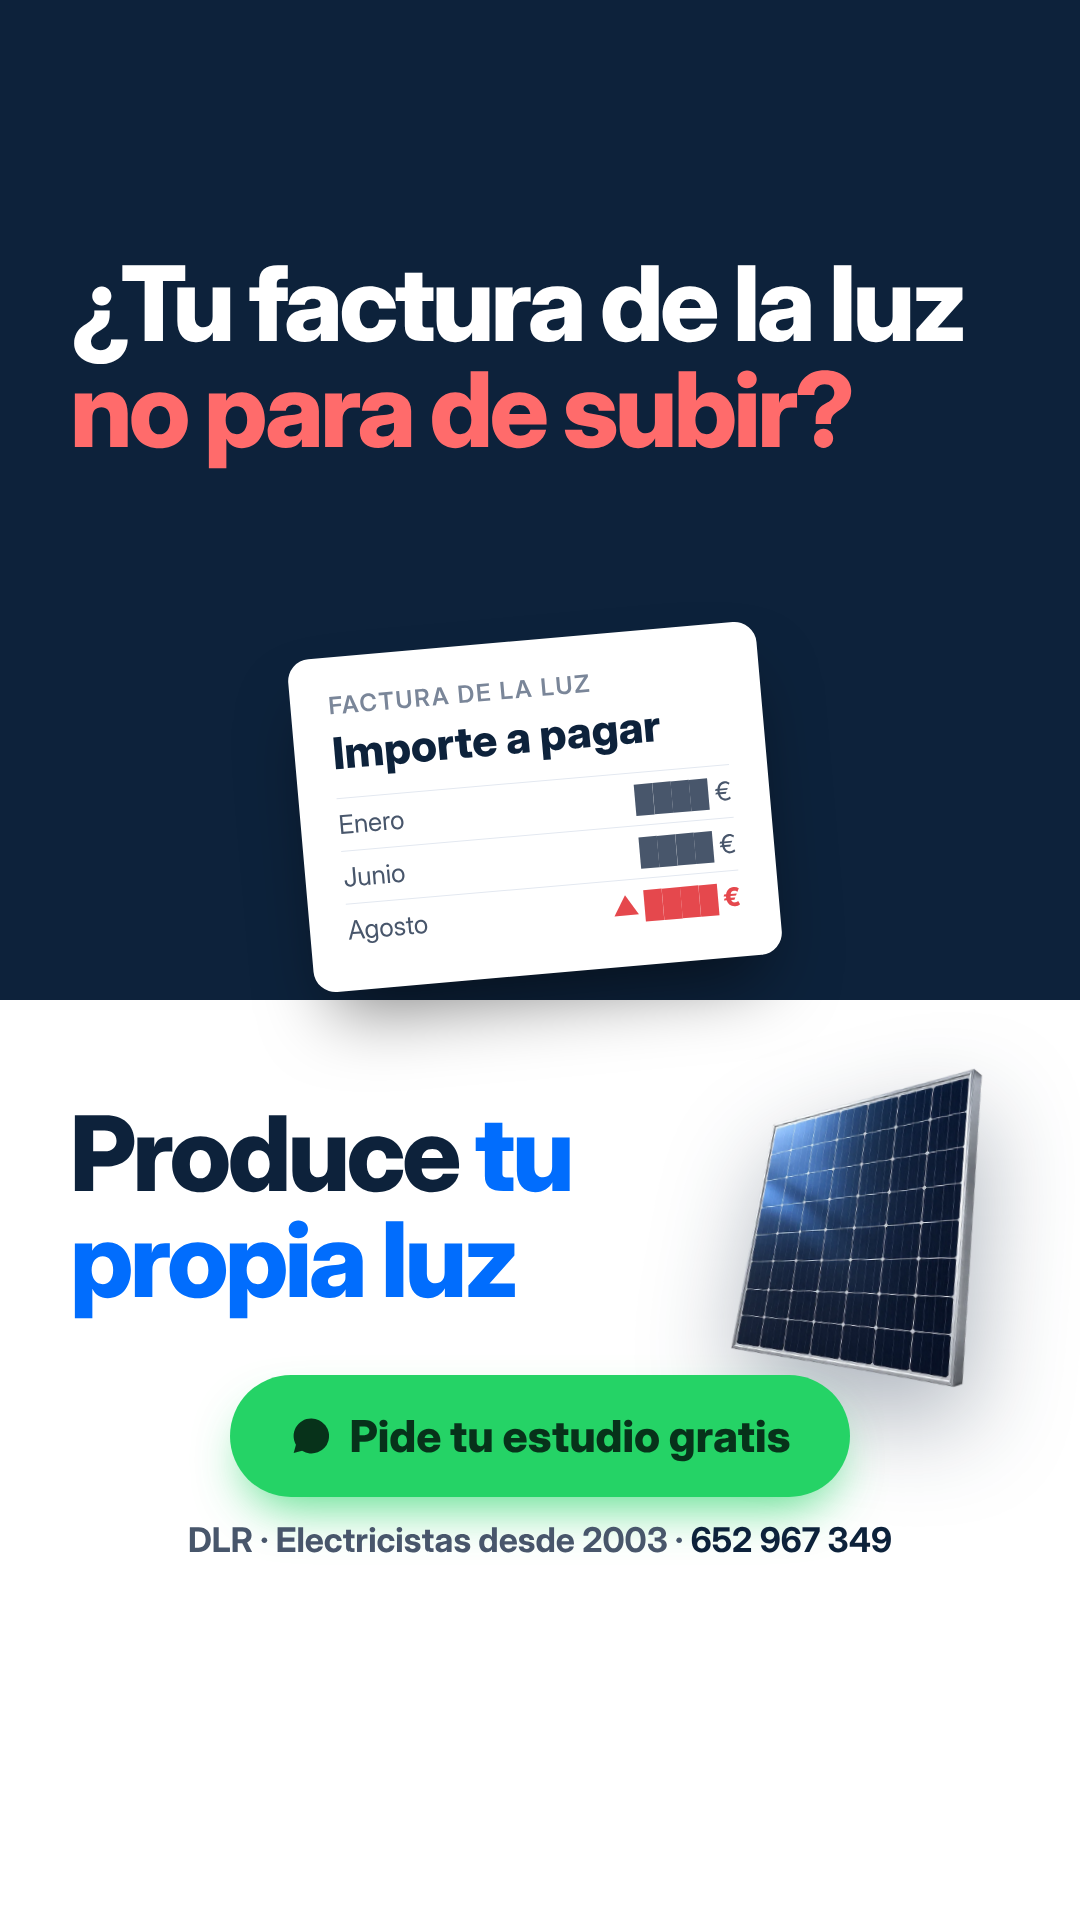 ¿Tu factura de la luz
no para de subir?
FACTURA DE LA LUZ
Importe a pagar
Enero ████ €
Junio ████ €
Agosto ▲ ████ €
Produce tu
propia luz
Pide tu estudio gratis
DLR · Electricistas desde 2003 · 652 967 349